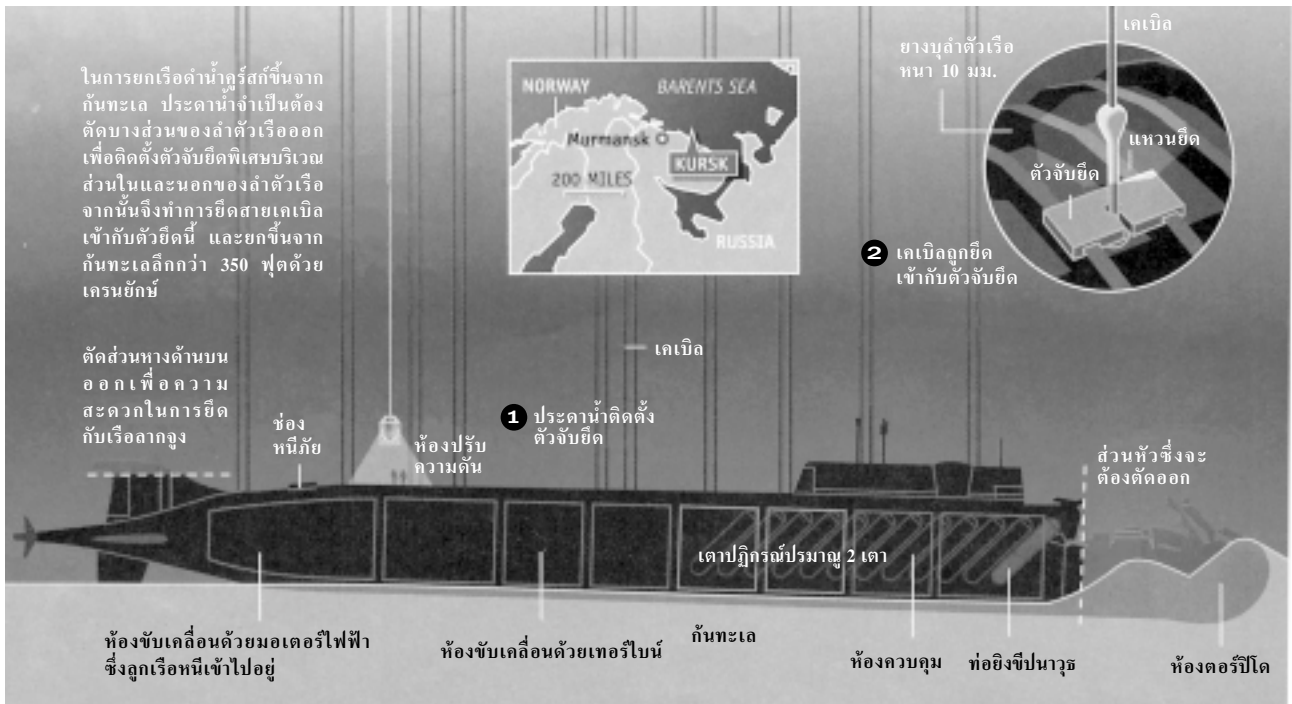 ในการยกเรือดำน้ำคูร์สก์ขึ้นจาก
ก้นทะเล ประดาน้ำจำเป็นต้อง
ตัดบางส่วนของลำตัวเรือออก
เพื่อติดตั้งตัวจับยึดพิเศษบริเวณ
ส่วนในและนอกของลำตัวเรือ
จากนั้นจึงทำการยึดสายเคเบิล
เข้ากับตัวยึดนี้ และยกขึ้นจาก
ก้นทะเลลึกกว่า 350 ฟุตด้วย
เครนยักษ์
ตัดส่วนหางด้านบน
ออกเพื่อความ
สะดวกในการยึด
กับเรือลากจูง
ช่อง
หนีภัย
ห้องปรับ
ความดัน
NORWAY
BARENTS SEA
Murmansk
KURSK
200 MILES
RUSSIA
เคเบิล
1 ประดาน้ำติดตั้ง
ตัวจับยึด
เคเบิล
ยางบุลำตัวเรือ
หนา 10 มม.
แหวนยึด
ตัวจับยึด
2 เคเบิลถูกยึด
เข้ากับตัวจับยึด
ส่วนหัวซึ่งจะ
ต้องตัดออก
เตาปฏิกรณ์ปรมาณู 2 เตา
ห้องขับเคลื่อนด้วยมอเตอร์ไฟฟ้า
ซึ่งลูกเรือหนีเข้าไปอยู่
ห้องขับเคลื่อนด้วยเทอร์ไบน์
ก้นทะเล
ห้องควบคุม
ท่อยิงขีปนาวุธ
ห้องตอร์ปิโด